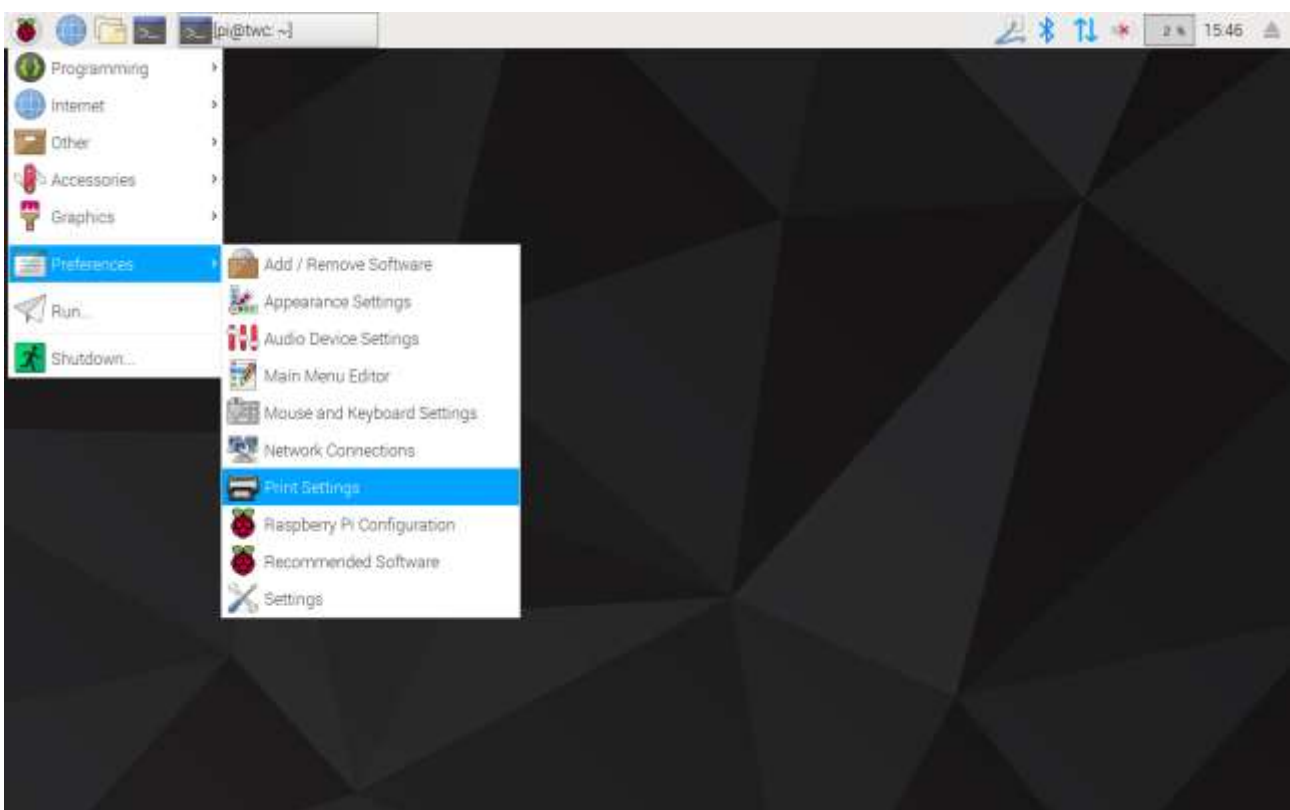 [pi@twc: ~]
2 %
15:46
Programming
Internet
Other
Accessories
Graphics
Preferences
Run...
Shutdown...
Add / Remove Software
Appearance Settings
Audio Device Settings
Main Menu Editor
Mouse and Keyboard Settings
Network Connections
Print Settings
Raspberry Pi Configuration
Recommended Software
Settings